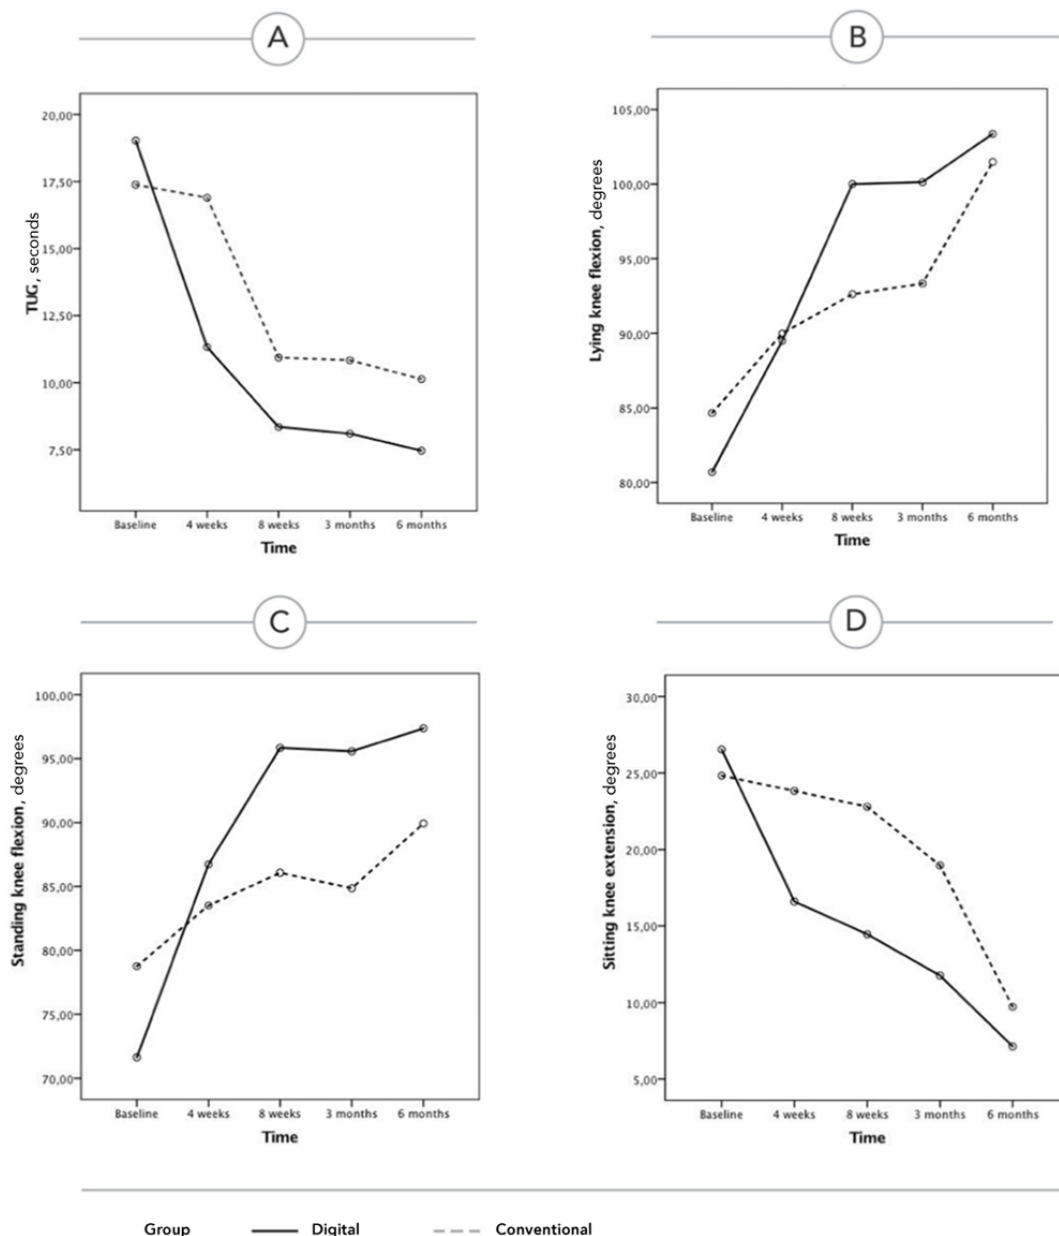 A
20,00
17,50
15,00
12,50
10,00
7,50
TUG, seconds
Baseline 4 weeks 8 weeks 3 months 6 months
Time
B
105,00
100,00
95,00
90,00
85,00
80,00
Lying knee flexion, degrees
Baseline 4 weeks 8 weeks 3 months 6 months
Time
C
100,00
95,00
90,00
85,00
80,00
75,00
70,00
Standing knee flexion, degrees
Baseline 4 weeks 8 weeks 3 months 6 months
Time
D
30,00
25,00
20,00
15,00
10,00
5,00
Sitting knee extension, degrees
Baseline 4 weeks 8 weeks 3 months 6 months
Time
Group Digital Conventional